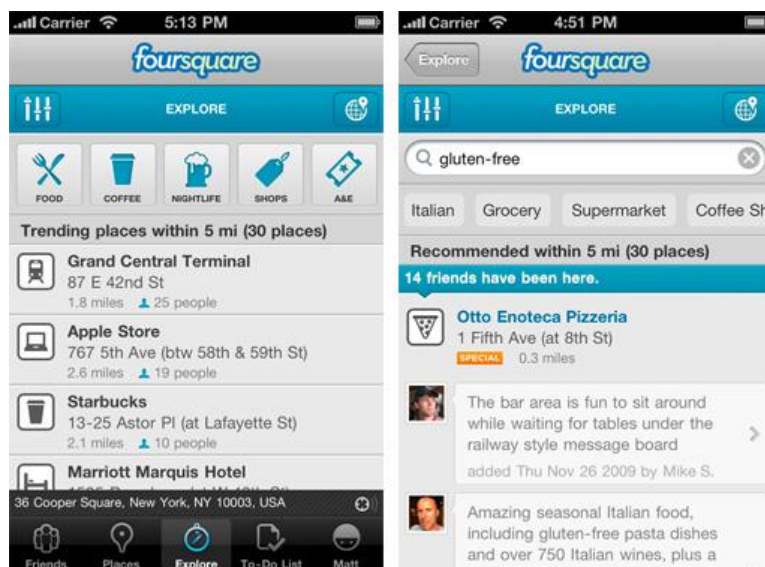 Carrier 5:13 PM
foursquare
EXPLORE
FOOD COFFEE NIGHTLIFE SHOPS A&E
Trending places within 5 mi (30 places)
Grand Central Terminal
87 E 42nd St
1.8 miles 25 people
Apple Store
767 5th Ave (btw 58th & 59th St)
2.6 miles 19 people
Starbucks
13-25 Astor Pl (at Lafayette St)
2.1 miles 10 people
Marriott Marquis Hotel
36 Cooper Square, New York, NY 10003, USA
Friends Places Explore To-Do List Matt
Carrier 4:51 PM
Explore foursquare
EXPLORE
gluten-free
Italian Grocery Supermarket Coffee Sh
Recommended within 5 mi (30 places)
14 friends have been here.
Otto Enoteca Pizzeria
1 Fifth Ave (at 8th St)
SPECIAL 0.3 miles
The bar area is fun to sit around
while waiting for tables under the
railway style message board
added Thu Nov 26 2009 by Mike S.
Amazing seasonal Italian food,
including gluten-free pasta dishes
and over 750 Italian wines, plus a